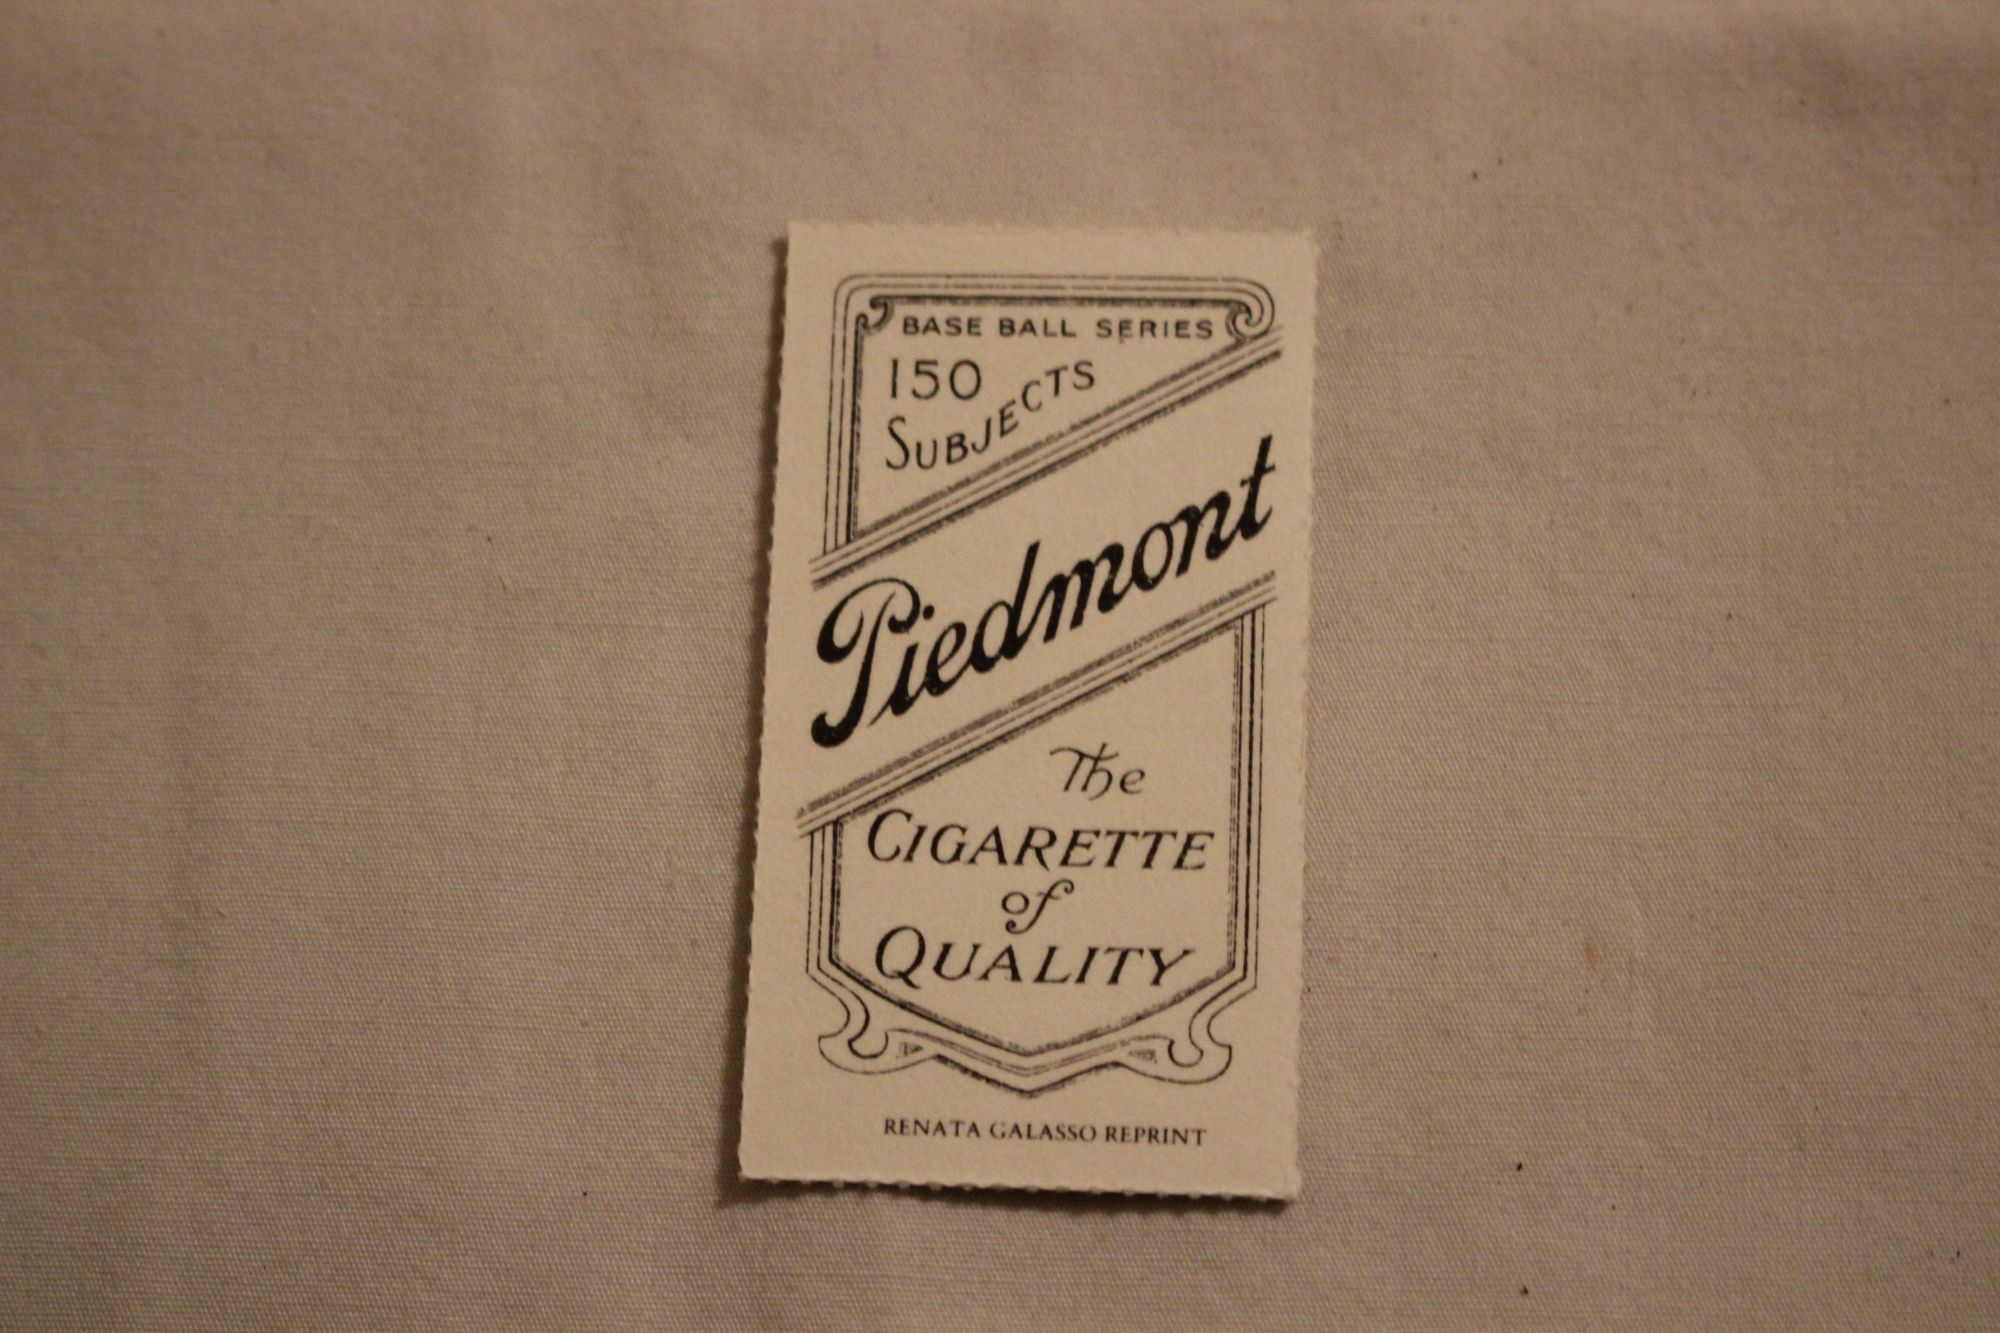 BASE BALL SERIES
150
SUBJECTS
Piedmont
The
CIGARETTE
of
QUALITY
RENATA GALASSO REPRINT